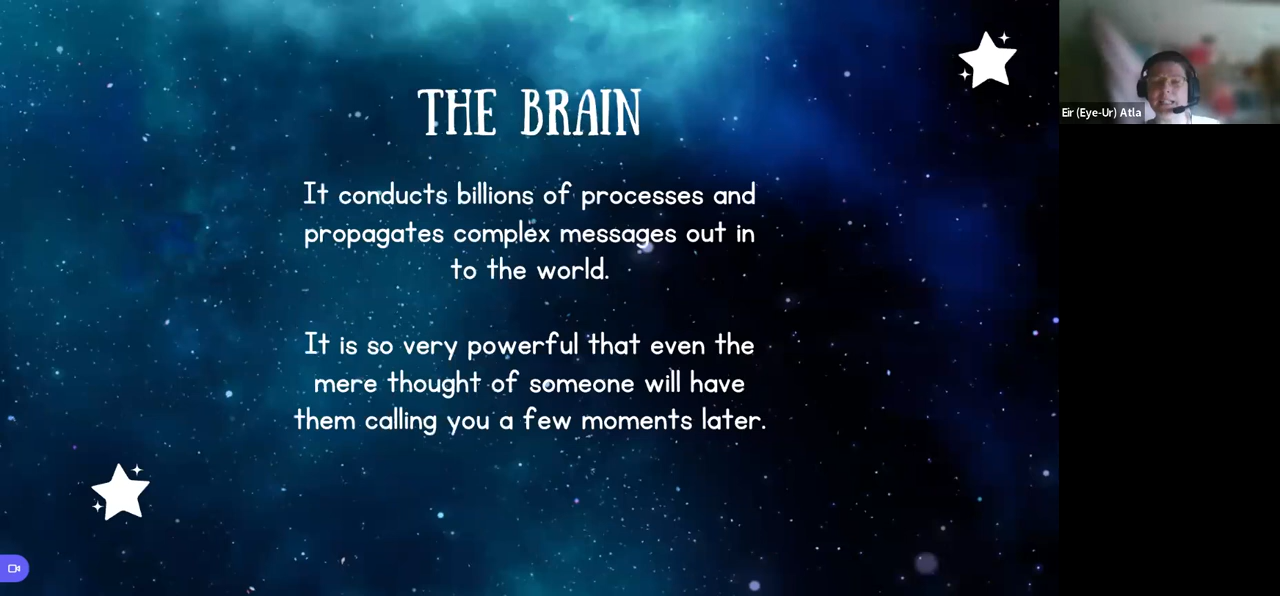 THE BRAIN
It conducts billions of processes and
propagates complex messages out in
to the world.
It is so very powerful that even the
mere thought of someone will have
them calling you a few moments later.
Eir (Eye-Ur) Atla